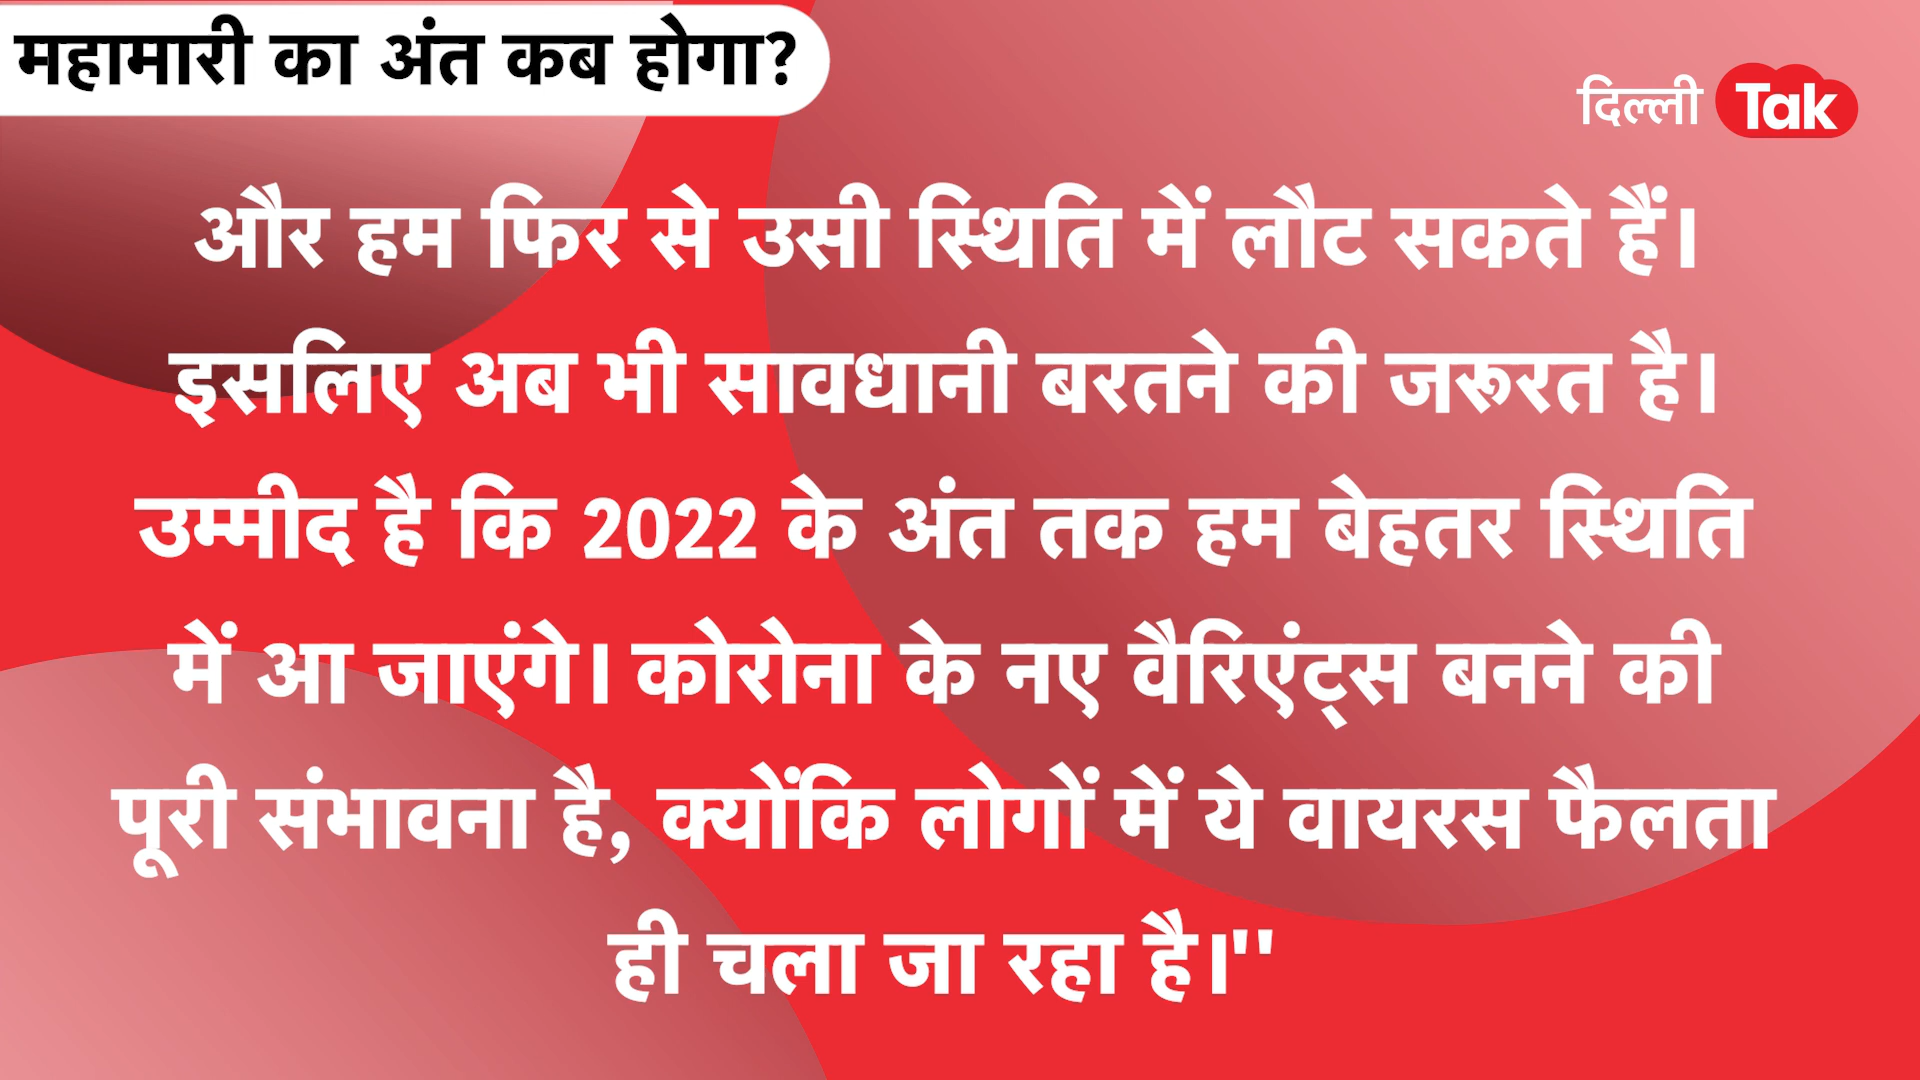 महामारी का अंत कब होगा?
दिल्ली Tak
और हम फिर से उसी स्थिति में लौट सकते हैं।
इसलिए अब भी सावधानी बरतने की जरूरत है।
उम्मीद है कि 2022 के अंत तक हम बेहतर स्थिति
में आ जाएंगे। कोरोना के नए वैरिएंट्स बनने की
पूरी संभावना है, क्योंकि लोगों में ये वायरस फैलता
ही चला जा रहा है।''